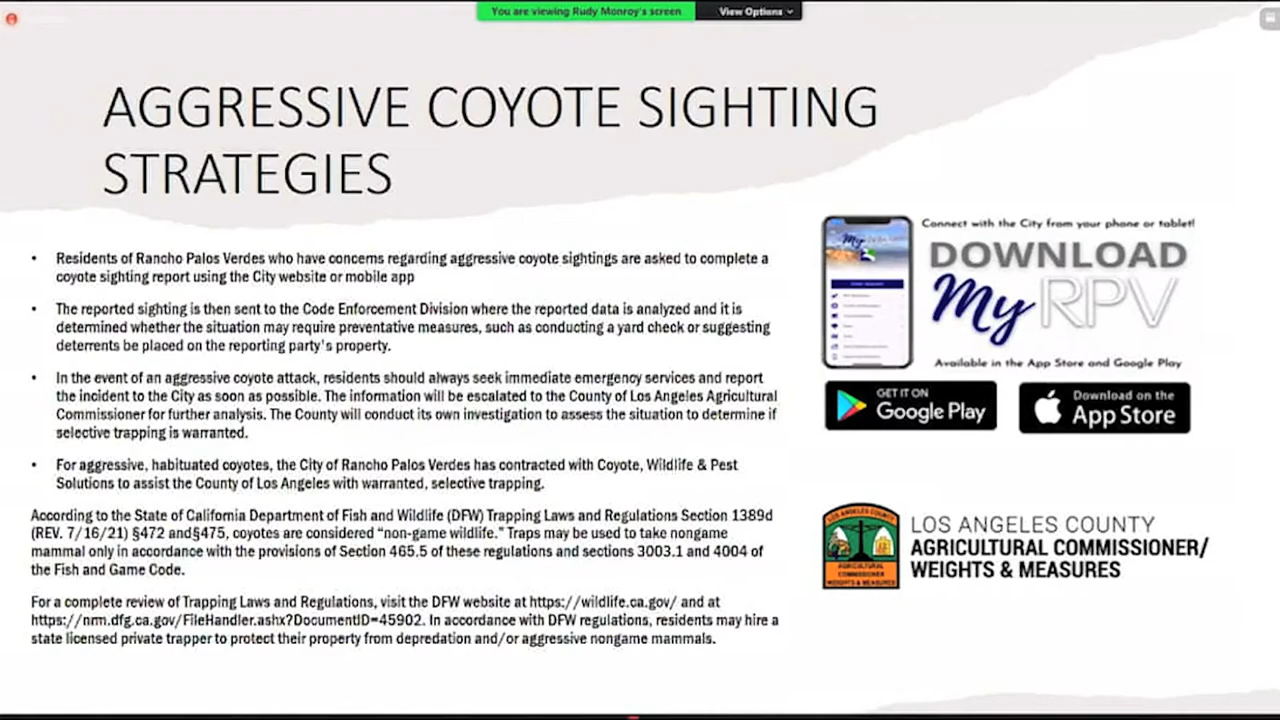 You are viewing Rudy Monroy's screen
View Options
AGGRESSIVE COYOTE SIGHTING
STRATEGIES
• Residents of Rancho Palos Verdes who have concerns regarding aggressive coyote sightings are asked to complete a
coyote sighting report using the City website or mobile app
• The reported sighting is then sent to the Code Enforcement Division where the reported data is analyzed and it is
determined whether the situation may require preventative measures, such as conducting a yard check or suggesting
deterrents be placed on the reporting party's property.
• In the event of an aggressive coyote attack, residents should always seek immediate emergency services and report
the incident to the City as soon as possible. The information will be escalated to the County of Los Angeles Agricultural
Commissioner for further analysis. The County will conduct its own investigation to assess the situation to determine if
selective trapping is warranted.
• For aggressive, habituated coyotes, the City of Rancho Palos Verdes has contracted with Coyote, Wildlife & Pest
Solutions to assist the County of Los Angeles with warranted, selective trapping.
According to the State of California Department of Fish and Wildlife (DFW) Trapping Laws and Regulations Section 1389d
(REV. 7/16/21) §472 and§475, coyotes are considered “non-game wildlife.” Traps may be used to take nongame
mammal only in accordance with the provisions of Section 465.5 of these regulations and sections 3003.1 and 4004 of
the Fish and Game Code.
For a complete review of Trapping Laws and Regulations, visit the DFW website at https://wildlife.ca.gov/ and at
https://nrm.dfg.ca.gov/FileHandler.ashx?DocumentID=45902. In accordance with DFW regulations, residents may hire a
state licensed private trapper to protect their property from depredation and/or aggressive nongame mammals.
Connect with the City from your phone or tablet!
DOWNLOAD
My RPV
My
Available in the App Store and Google Play
GET IT ON
Google Play
Download on the
App Store
LOS ANGELES COUNTY
AGRICULTURAL
COMMISSIONER
WEIGHTS & MEASURES
LOS ANGELES COUNTY
AGRICULTURAL COMMISSIONER/
WEIGHTS & MEASURES